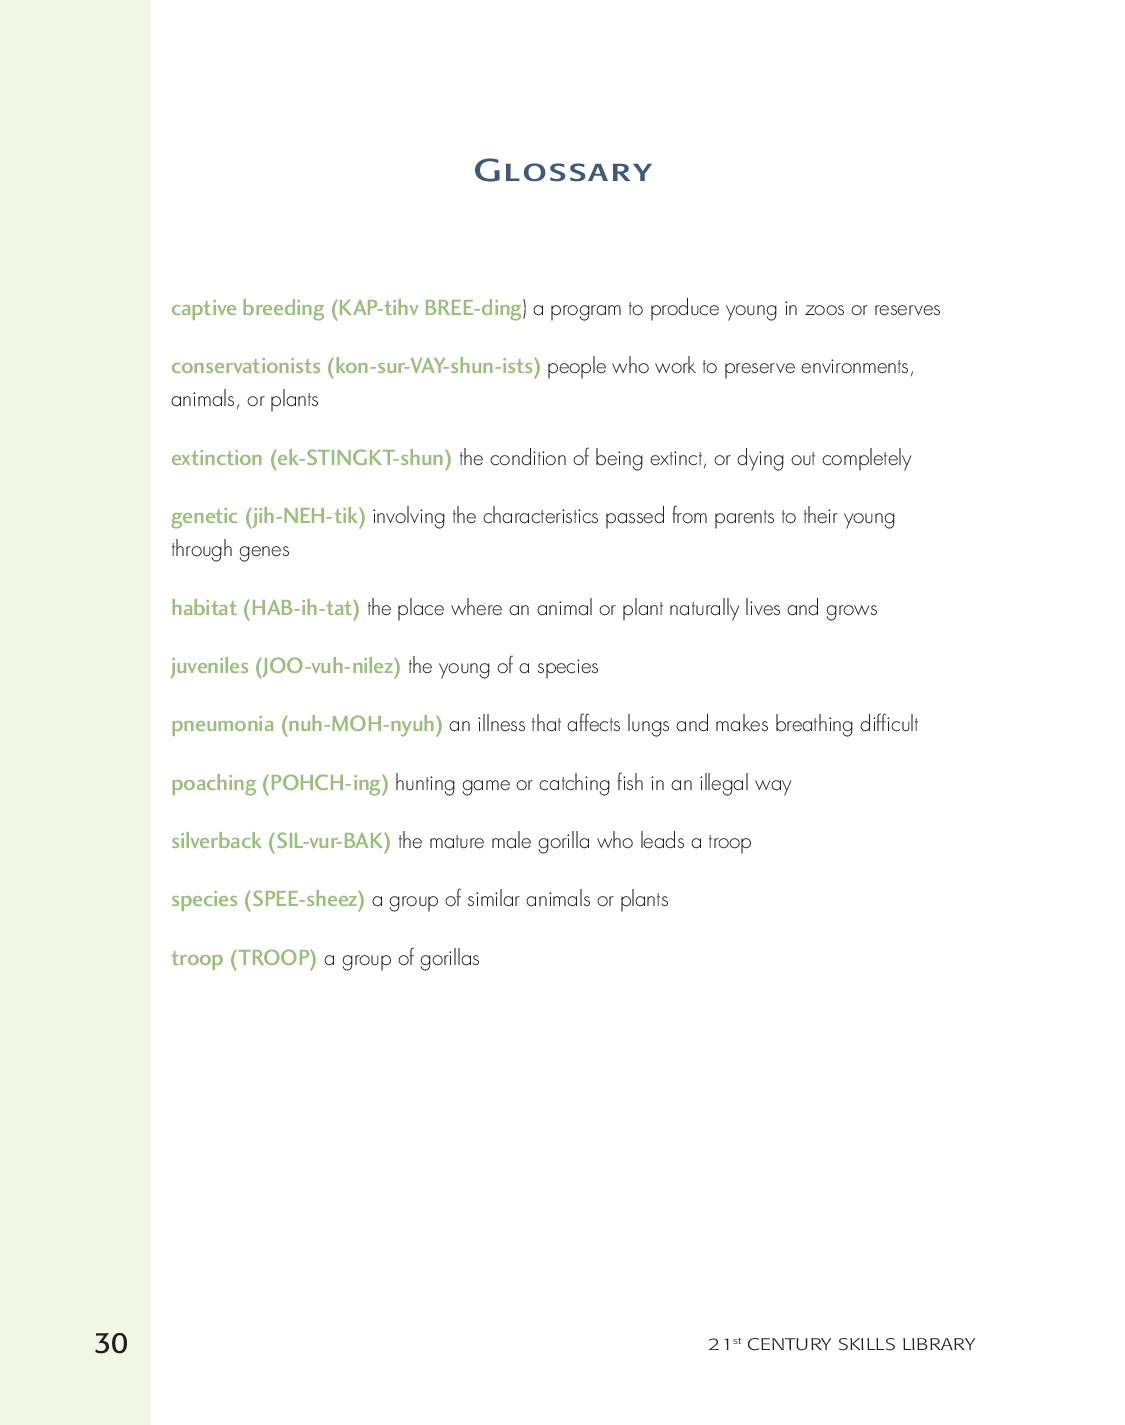 GLOSSARY
captive breeding (KAP-tihv BREE-ding) a program to produce young in zoos or reserves
conservationists (kon-sur-VAY-shun-ists) people who work to preserve environments,
animals, or plants
extinction (ek-STINGKT-shun) the condition of being extinct, or dying out completely
genetic (jih-NEH-tik) involving the characteristics passed from parents to their young
through genes
habitat (HAB-ih-tat) the place where an animal or plant naturally lives and grows
juveniles (JOO-vuh-nilez) the young of a species
pneumonia (nuh-MOH-nyuh) an illness that affects lungs and makes breathing difficult
poaching (POHCH-ing) hunting game or catching fish in an illegal way
silverback (SIL-vur-BAK) the mature male gorilla who leads a troop
species (SPEE-sheez) a group of similar animals or plants
troop (TROOP) a group of gorillas
30
21st CENTURY SKILLS LIBRARY